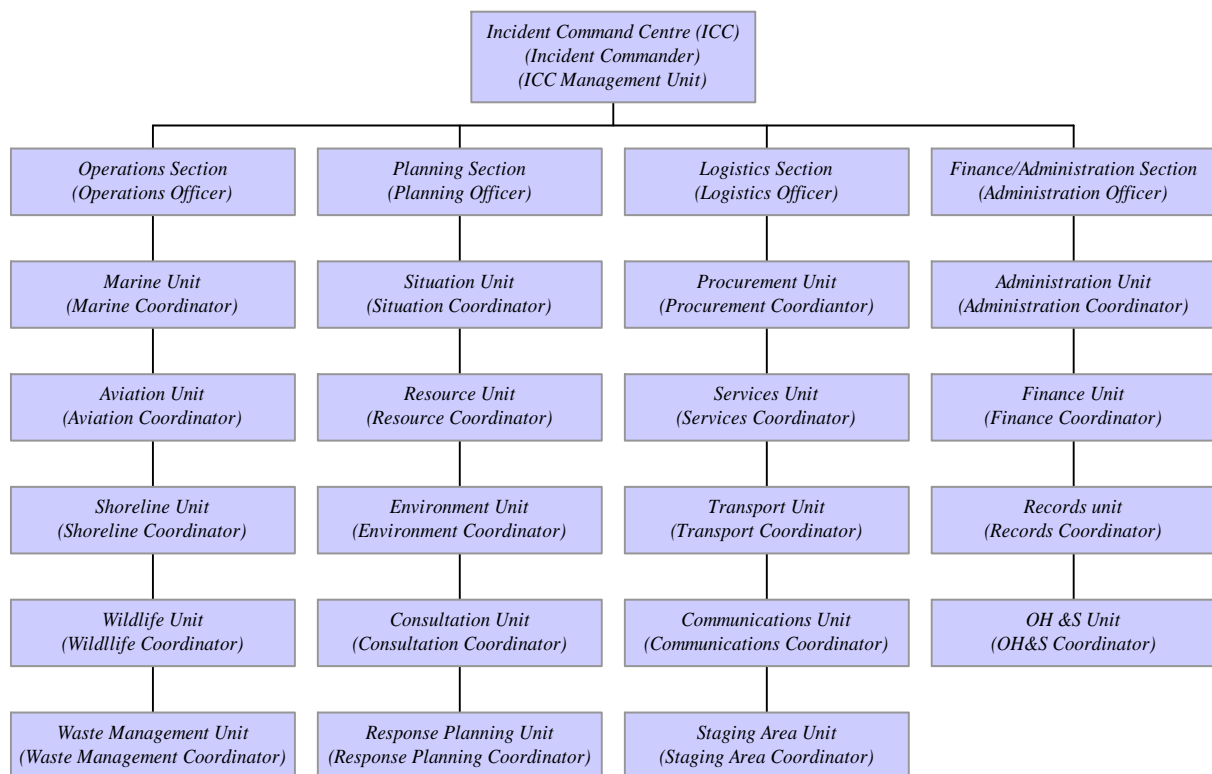 Incident Command Centre (ICC)
(Incident Commander)
(ICC Management Unit)
Operations Section
(Operations Officer)
Planning Section
(Planning Officer)
Logistics Section
(Logistics Officer)
Finance/Administration Section
(Administration Officer)
Marine Unit
(Marine Coordinator)
Situation Unit
(Situation Coordinator)
Procurement Unit
(Procurement Coordiantor)
Administration Unit
(Administration Coordinator)
Aviation Unit
(Aviation Coordinator)
Resource Unit
(Resource Coordinator)
Services Unit
(Services Coordinator)
Finance Unit
(Finance Coordinator)
Shoreline Unit
(Shoreline Coordinator)
Environment Unit
(Environment Coordinator)
Transport Unit
(Transport Coordinator)
Records unit
(Records Coordinator)
Wildlife Unit
(Wildllife Coordinator)
Consultation Unit
(Consultation Coordinator)
Communications Unit
(Communications Coordinator)
OH &S Unit
(OH&S Coordinator)
Waste Management Unit
(Waste Management Coordinator)
Response Planning Unit
(Response Planning Coordinator)
Staging Area Unit
(Staging Area Coordinator)